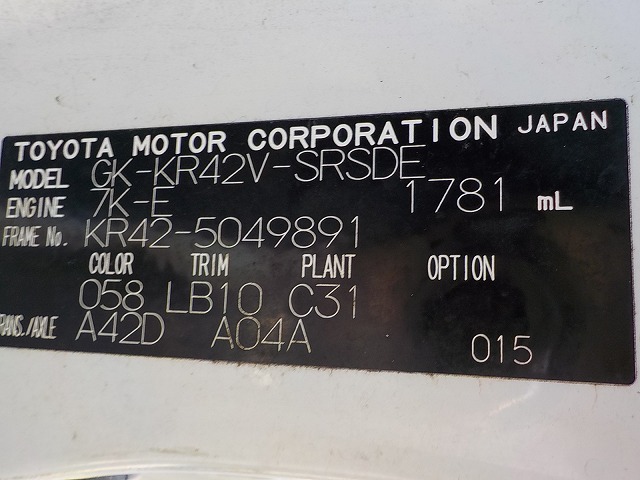 TOYOTA MOTOR CORPORATION JAPAN
MODEL GK-KR42V-SRSDE
ENGINE 7K-E 1781 mL
FRAME No. KR42-5049891
COLOR TRIM PLANT OPTION
058 LB10 C31
TRANS./AXLE A42D A04A 015